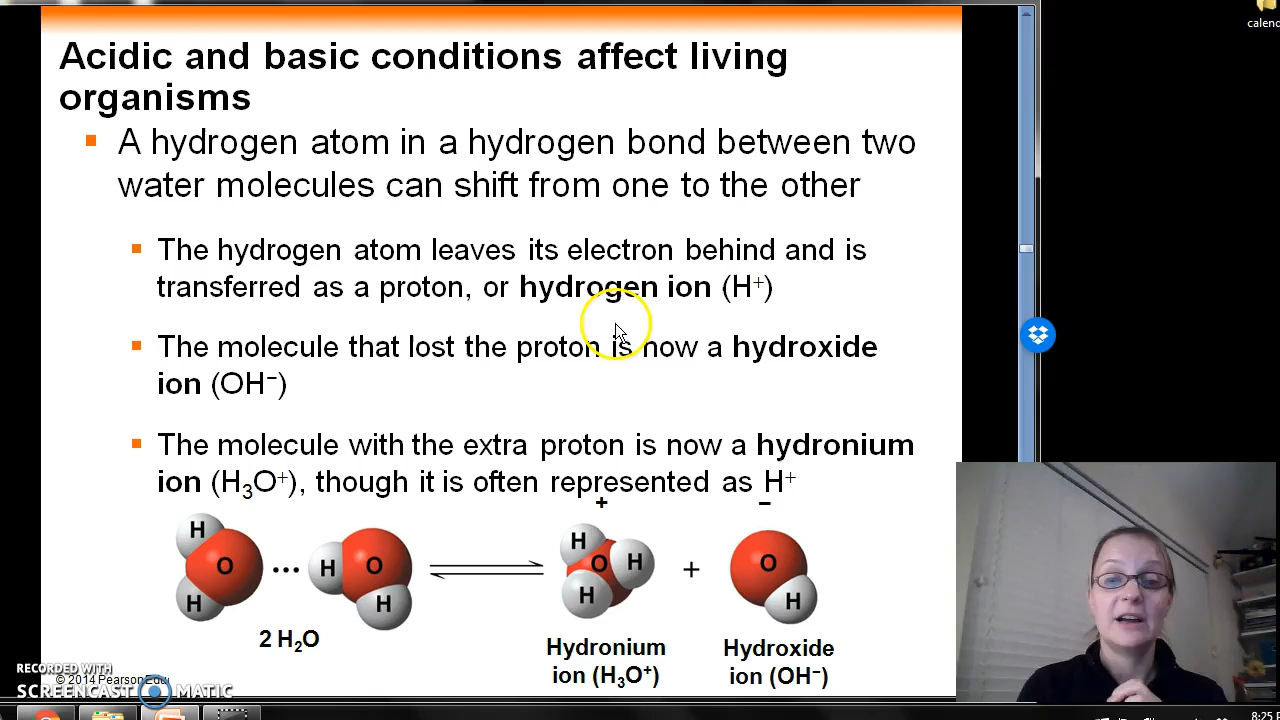 calend
Acidic and basic conditions affect living
organisms
A hydrogen atom in a hydrogen bond between two
water molecules can shift from one to the other
The hydrogen atom leaves its electron behind and is
transferred as a proton, or hydrogen ion (H⁺)
The molecule that lost the proton is now a hydroxide
ion (OH⁻)
The molecule with the extra proton is now a hydronium
ion (H₃O⁺), though it is often represented as H⁺
+ −
H H O ... H O H H O H H + O H
2 H₂O
Hydronium
ion (H₃O⁺)
Hydroxide
ion (OH⁻)
RECORDED WITH
© 2014 Pearson Edu
SCREENCAST MATIC
8:25